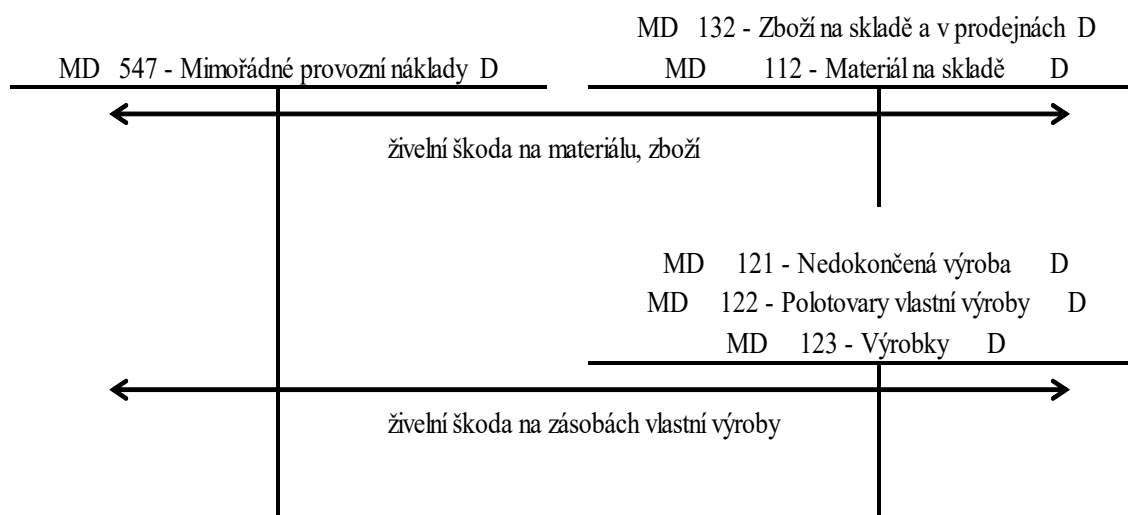 MD 132 - Zboží na skladě a v prodejnách D
MD 547 - Mimořádné provozní náklady D
MD 112 - Materiál na skladě D
živelní škoda na materiálu, zboží
MD 121 - Nedokončená výroba D
MD 122 - Polotovary vlastní výroby D
MD 123 - Výrobky D
živelní škoda na zásobách vlastní výroby